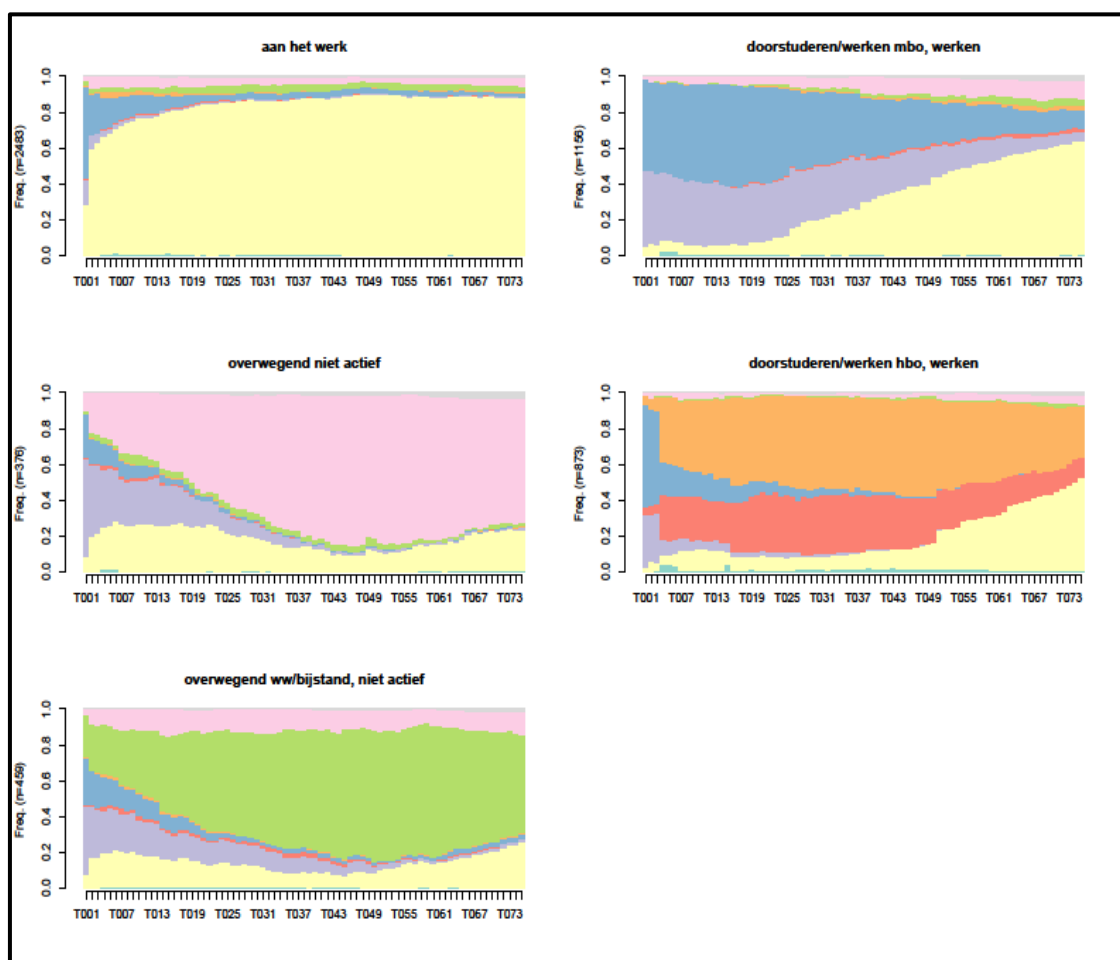 aan het werk
Freq. (n=2483)
0.0 0.2 0.4 0.6 0.8 1.0
T001 T007 T013 T019 T025 T031 T037 T043 T049 T055 T061 T067 T073
doorstuderen/werken mbo, werken
Freq. (n=1156)
0.0 0.2 0.4 0.6 0.8 1.0
T001 T007 T013 T019 T025 T031 T037 T043 T049 T055 T061 T067 T073
overwegend niet actief
Freq. (n=376)
0.0 0.2 0.4 0.6 0.8 1.0
T001 T007 T013 T019 T025 T031 T037 T043 T049 T055 T061 T067 T073
doorstuderen/werken hbo, werken
Freq. (n=873)
0.0 0.2 0.4 0.6 0.8 1.0
T001 T007 T013 T019 T025 T031 T037 T043 T049 T055 T061 T067 T073
overwegend ww/bijstand, niet actief
Freq. (n=459)
0.0 0.2 0.4 0.6 0.8 1.0
T001 T007 T013 T019 T025 T031 T037 T043 T049 T055 T061 T067 T073